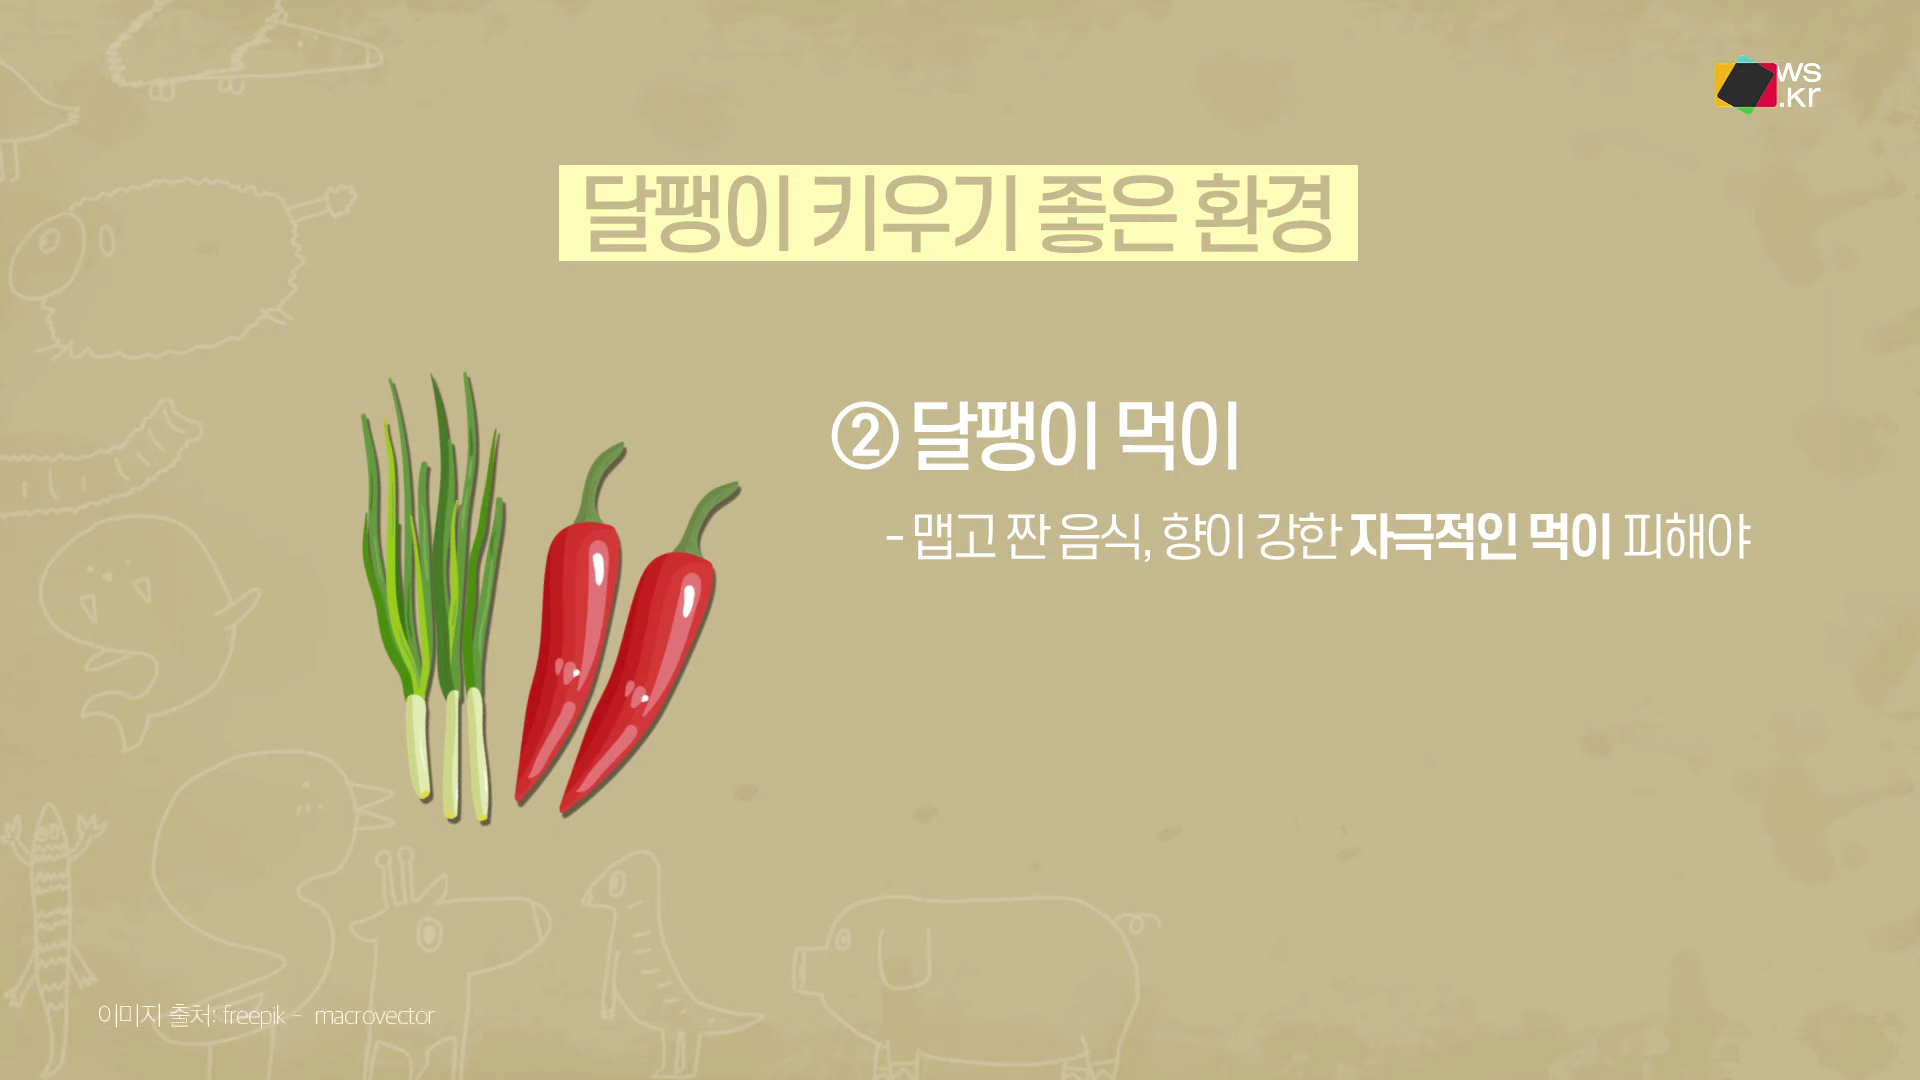 ws
.kr
달팽이 키우기 좋은 환경
② 달팽이 먹이
- 맵고 짠 음식, 향이 강한 자극적인 먹이 피해야
이미지 출처: freepik - macrovector